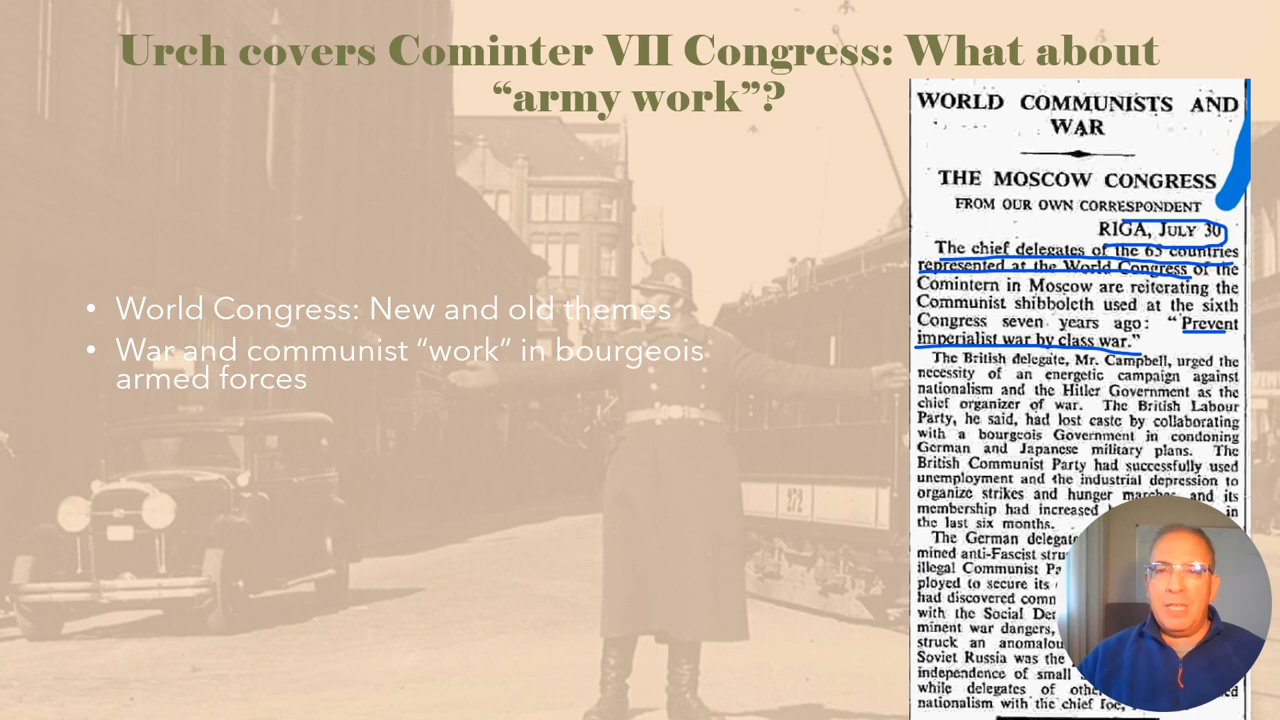 Urch covers Cominter VII Congress: What about
“army work”?
• World Congress: New and old themes
• War and communist “work” in bourgeois
armed forces
WORLD COMMUNISTS AND
WAR
THE MOSCOW CONGRESS
FROM OUR OWN CORRESPONDENT
RIGA, JULY 30
The chief delegates of the 65 countries
represented at the World Congress of the
Comintern in Moscow are reiterating the
Communist shibboleth used at the sixth
Congress seven years ago: “Prevent
imperialist war by class war.”
The British delegate, Mr. Campbell, urged the
necessity of an energetic campaign against
nationalism and the Hitler Government as the
chief organizer of war. The British Labour
Party, he said, had lost caste by collaborating
with a bourgeois Government in condoning
German and Japanese military plans. The
British Communist Party had successfully used
unemployment and the industrial depression to
organize strikes and hunger marches, and its
membership had increased in
the last six months.
The German delegate
mined anti-Fascist
illegal Communist
ployed to secure its
had discovered
with the Social
minent war dangers,
struck an
Soviet Russia was the
independence of small
while delegates of
nationalism with the chief foe,
272